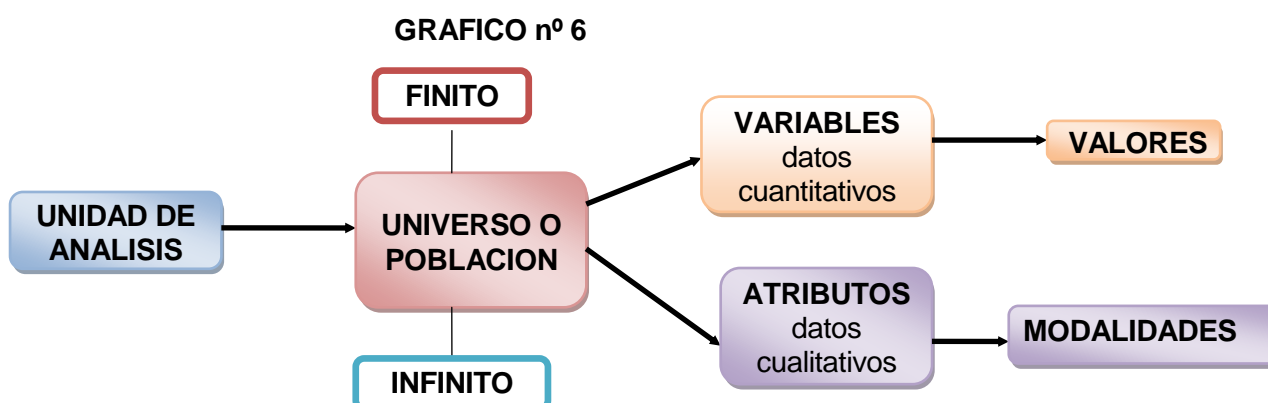 GRAFICO nº 6
FINITO
UNIDAD DE
ANALISIS
UNIVERSO O
POBLACION
INFINITO
VARIABLES
datos
cuantitativos
VALORES
ATRIBUTOS
datos
cualitativos
MODALIDADES